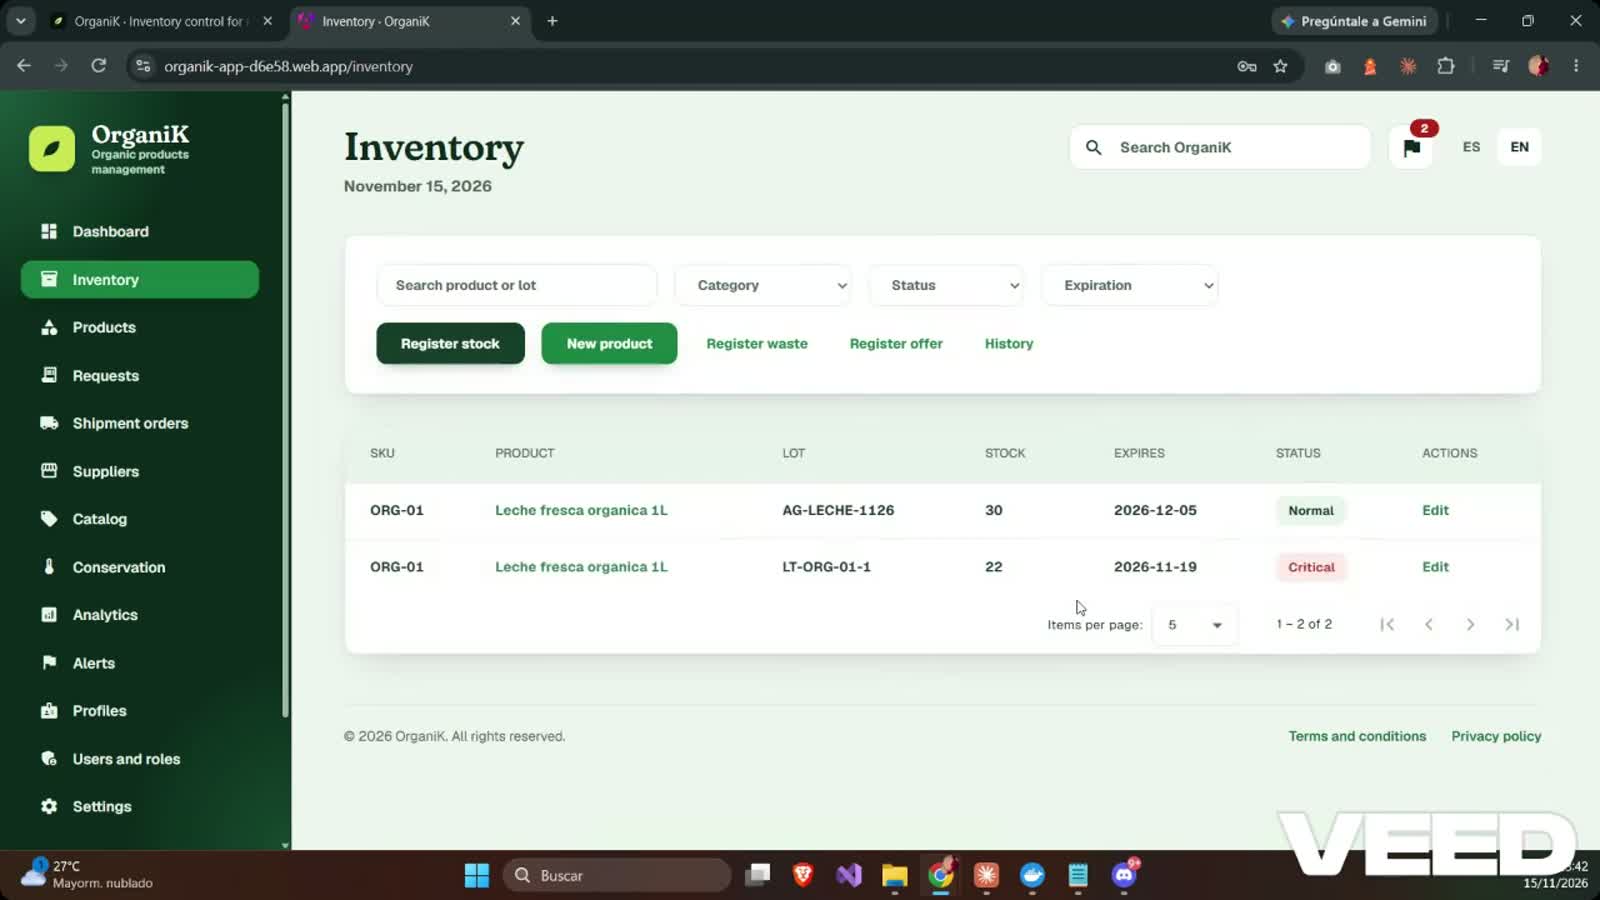 OrganiK · Inventory control for
Inventory · OrganiK
Pregúntale a Gemini
organik-app-d6e58.web.app/inventory
OrganiK
Organic products
management
Dashboard
Inventory
Products
Requests
Shipment orders
Suppliers
Catalog
Conservation
Analytics
Alerts
Profiles
Users and roles
Settings
Inventory
November 15, 2026
Search OrganiK
2
ES
EN
Search product or lot
Category
Status
Expiration
Register stock
New product
Register waste
Register offer
History
SKU PRODUCT LOT STOCK EXPIRES STATUS ACTIONS
ORG-01 Leche fresca organica 1L AG-LECHE-1126 30 2026-12-05 Normal Edit
ORG-01 Leche fresca organica 1L LT-ORG-01-1 22 2026-11-19 Critical Edit
Items per page: 5 1 – 2 of 2
© 2026 OrganiK. All rights reserved.
Terms and conditions Privacy policy
VEED
1
27°C
Mayorm. nublado
Buscar
9+
:42
15/11/2026